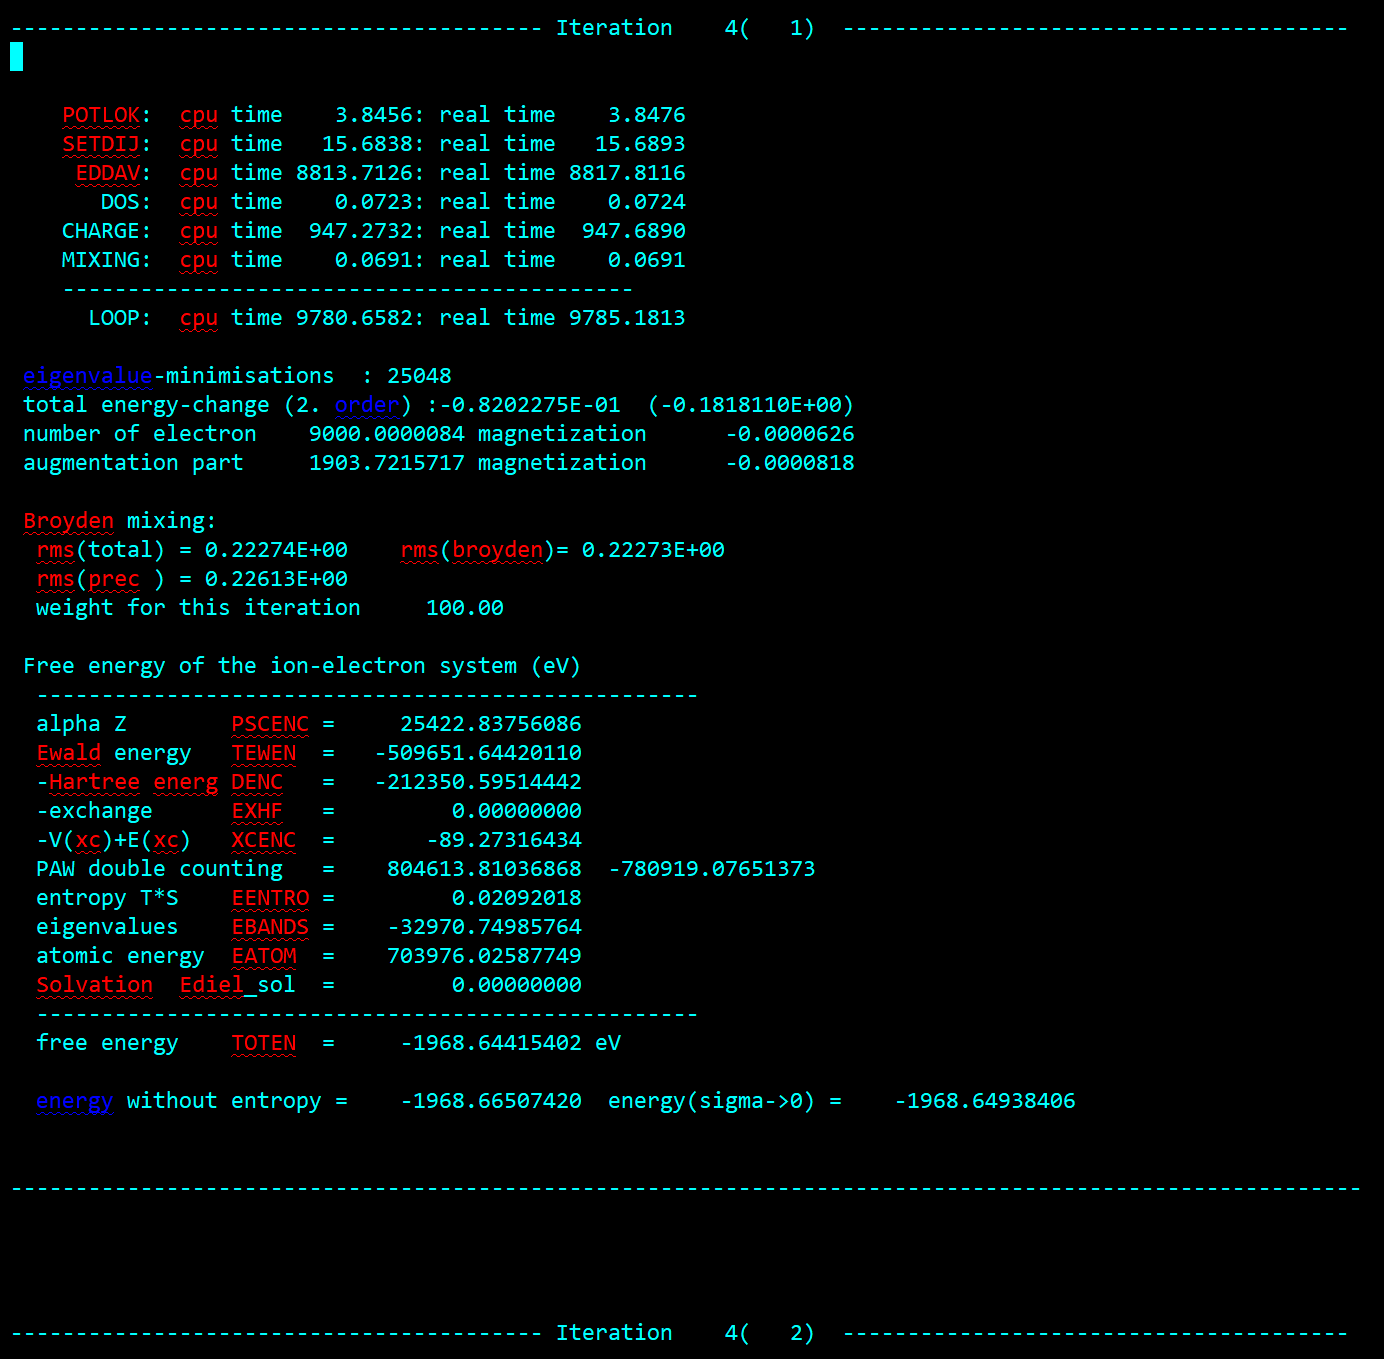 ----------------------------------------- Iteration    4(   1)  ---------------------------------------
    POTLOK:  cpu time    3.8456: real time    3.8476
    SETDIJ:  cpu time   15.6838: real time   15.6893
     EDDAV:  cpu time 8813.7126: real time 8817.8116
       DOS:  cpu time    0.0723: real time    0.0724
    CHARGE:  cpu time  947.2732: real time  947.6890
    MIXING:  cpu time    0.0691: real time    0.0691
    --------------------------------------------
      LOOP:  cpu time 9780.6582: real time 9785.1813
 eigenvalue-minimisations  : 25048
 total energy-change (2. order) :-0.8202275E-01  (-0.1818110E+00)
 number of electron    9000.0000084 magnetization      -0.0000626
 augmentation part     1903.7215717 magnetization      -0.0000818
 Broyden mixing:
  rms(total) = 0.22274E+00    rms(broyden)= 0.22273E+00
  rms(prec ) = 0.22613E+00
  weight for this iteration     100.00
 Free energy of the ion-electron system (eV)
  ---------------------------------------------------
  alpha Z        PSCENC =     25422.83756086
  Ewald energy   TEWEN  =   -509651.64420110
  -Hartree energ DENC   =   -212350.59514442
  -exchange      EXHF   =         0.00000000
  -V(xc)+E(xc)   XCENC  =       -89.27316434
  PAW double counting   =    804613.81036868  -780919.07651373
  entropy T*S    EENTRO =         0.02092018
  eigenvalues    EBANDS =    -32970.74985764
  atomic energy  EATOM  =    703976.02587749
  Solvation  Ediel_sol  =         0.00000000
  ---------------------------------------------------
  free energy    TOTEN  =     -1968.64415402 eV
  energy without entropy =    -1968.66507420  energy(sigma->0) =    -1968.64938406
--------------------------------------------------------------------------------------------------------
----------------------------------------- Iteration    4(   2)  ---------------------------------------